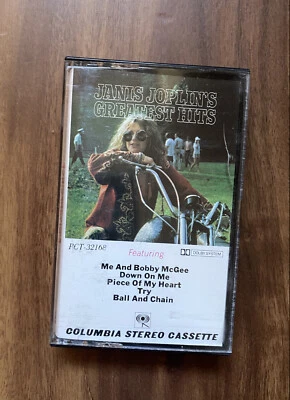 JANIS JOPLIN'S
GREATEST HITS
PCT-32168
Featuring
DOLBY SYSTEM
Me And Bobby McGee
Down On Me
Piece Of My Heart
Try
Ball And Chain
COLUMBIA STEREO CASSETTE